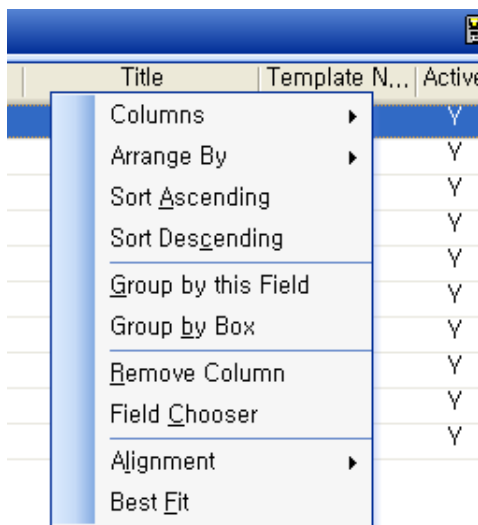 Title Template N... Active
Columns
Arrange By
Sort Ascending
Sort Descending
Group by this Field
Group by Box
Remove Column
Field Chooser
Alignment
Best Fit
Y
Y
Y
Y
Y
Y
Y
Y
Y
Y